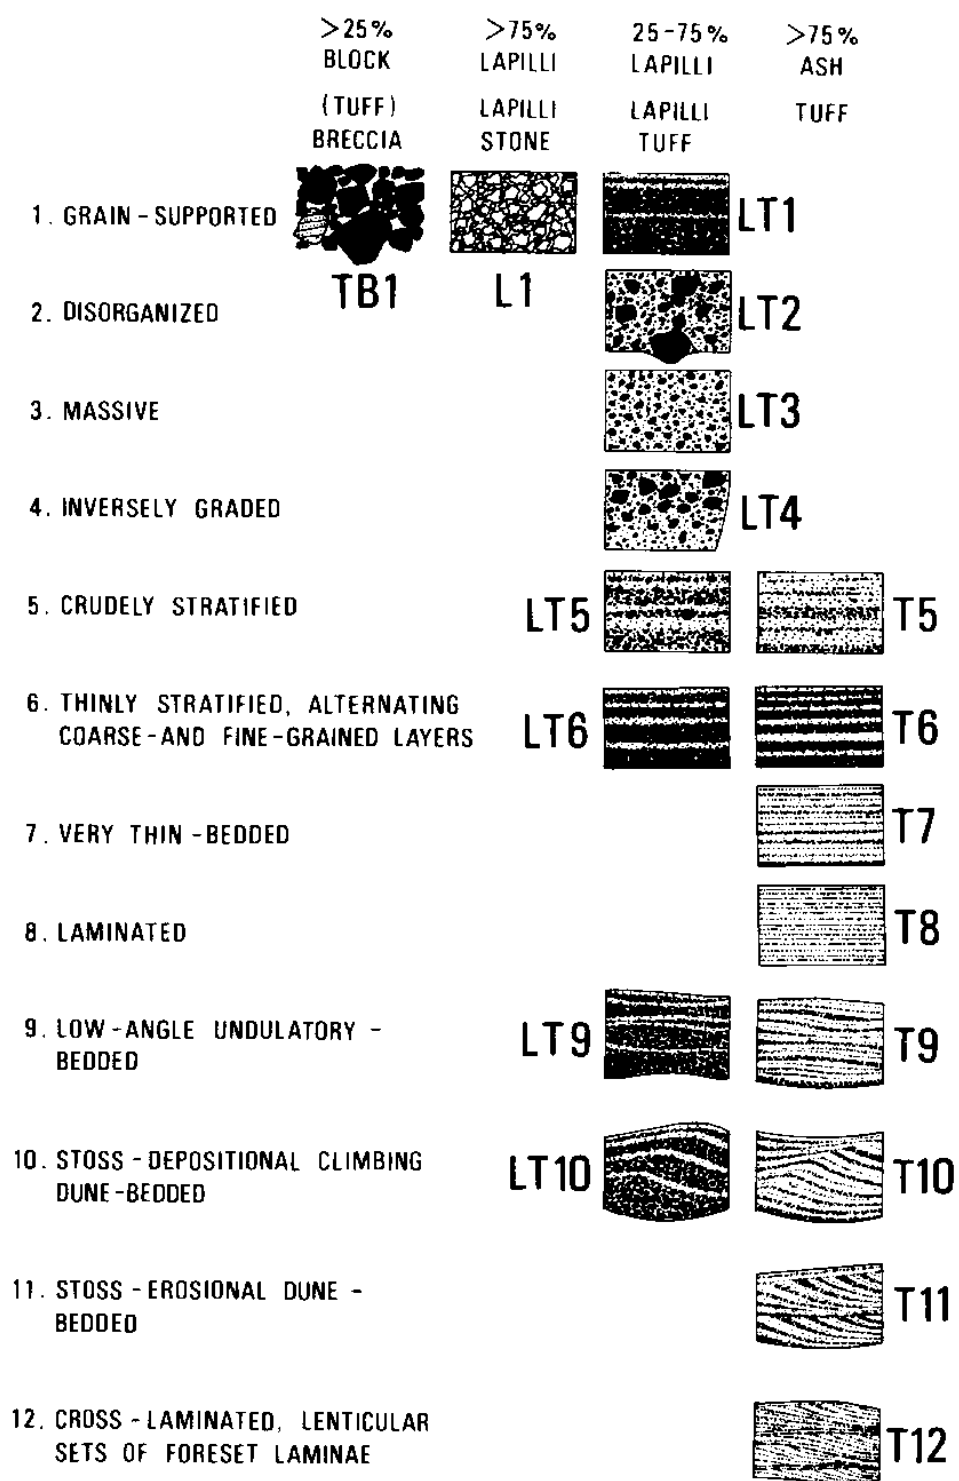 >25% >75% 25-75% >75%
BLOCK LAPILLI LAPILLI ASH
(TUFF) LAPILLI LAPILLI TUFF
BRECCIA STONE TUFF
1. GRAIN-SUPPORTED LT1
TB1 L1
2. DISORGANIZED LT2
3. MASSIVE LT3
4. INVERSELY GRADED LT4
5. CRUDELY STRATIFIED LT5 T5
6. THINLY STRATIFIED, ALTERNATING
COARSE-AND FINE-GRAINED LAYERS LT6 T6
7. VERY THIN-BEDDED T7
8. LAMINATED T8
9. LOW-ANGLE UNDULATORY-
BEDDED LT9 T9
10. STOSS-DEPOSITIONAL CLIMBING
DUNE-BEDDED LT10 T10
11. STOSS-EROSIONAL DUNE-
BEDDED T11
12. CROSS-LAMINATED, LENTICULAR
SETS OF FORESET LAMINAE T12